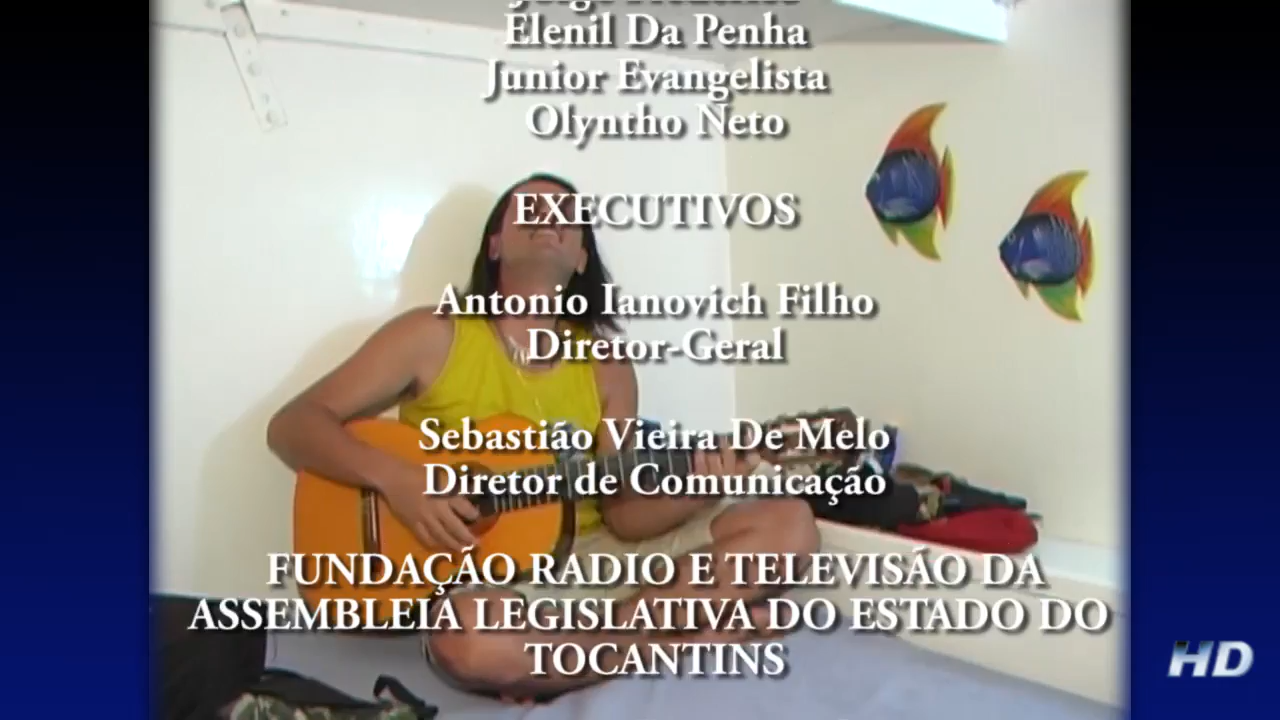 Elenil Da Penha
Junior Evangelista
Olyntho Neto
EXECUTIVOS
Antonio Ianovich Filho
Diretor-Geral
Sebastião Vieira De Melo
Diretor de Comunicação
FUNDAÇÃO RADIO E TELEVISÃO DA
ASSEMBLEIA LEGISLATIVA DO ESTADO DO
TOCANTINS
HD